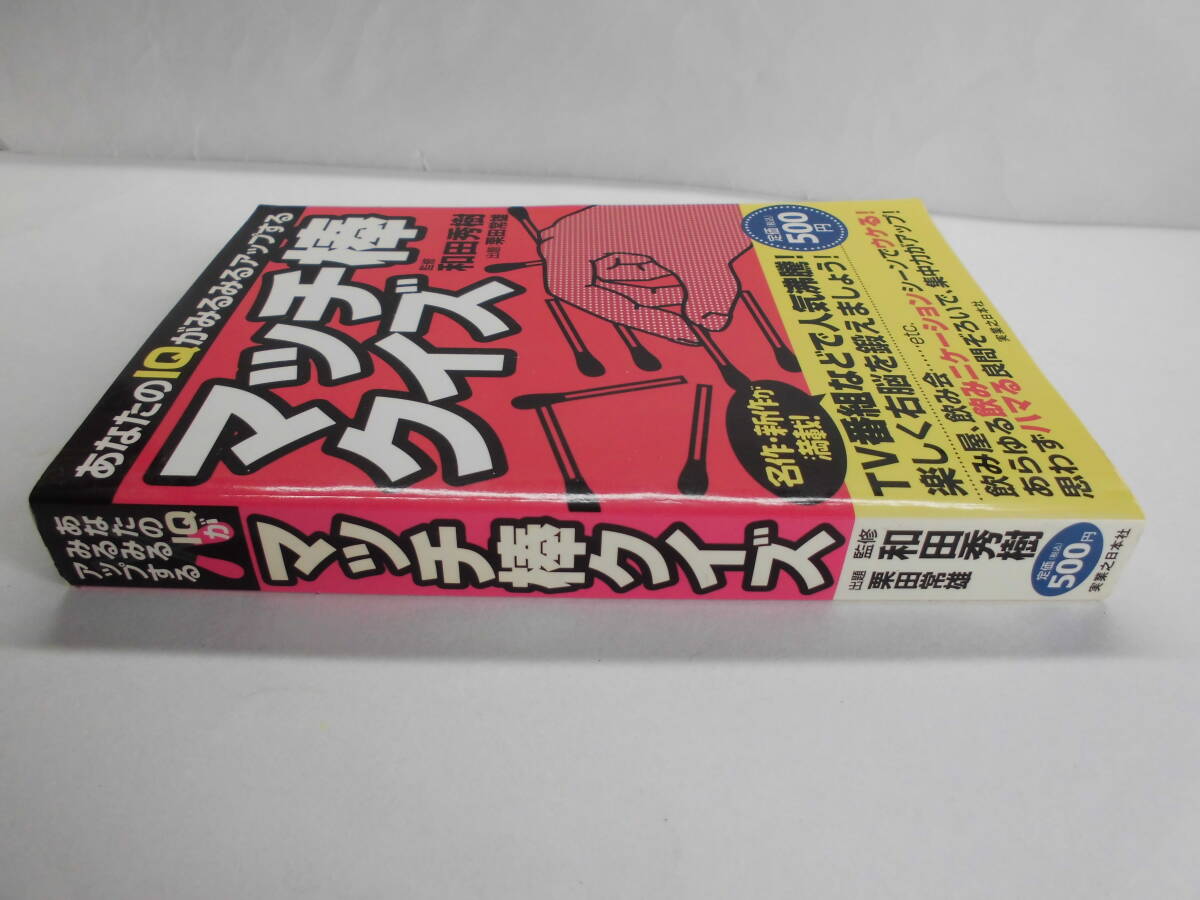 あなたのIQがみるみるアップする
マッチ棒
クイズ
監修 和田秀樹
出題 栗田常雄
定価(税込)
500円
名作・新作が
満載!
TV番組などで人気沸騰!
楽しく右脳を鍛えましょう!
飲み屋、飲み会……etc.
あらゆる飲みニケーションシーンでウケる!
思わずハマる良問ぞろいで、集中力がアップ!
実業之日本社
あなたの
みるみるIQが
アップする
マッチ棒クイズ
監修 和田秀樹
出題 栗田常雄
定価(税込)
500円
実業之日本社